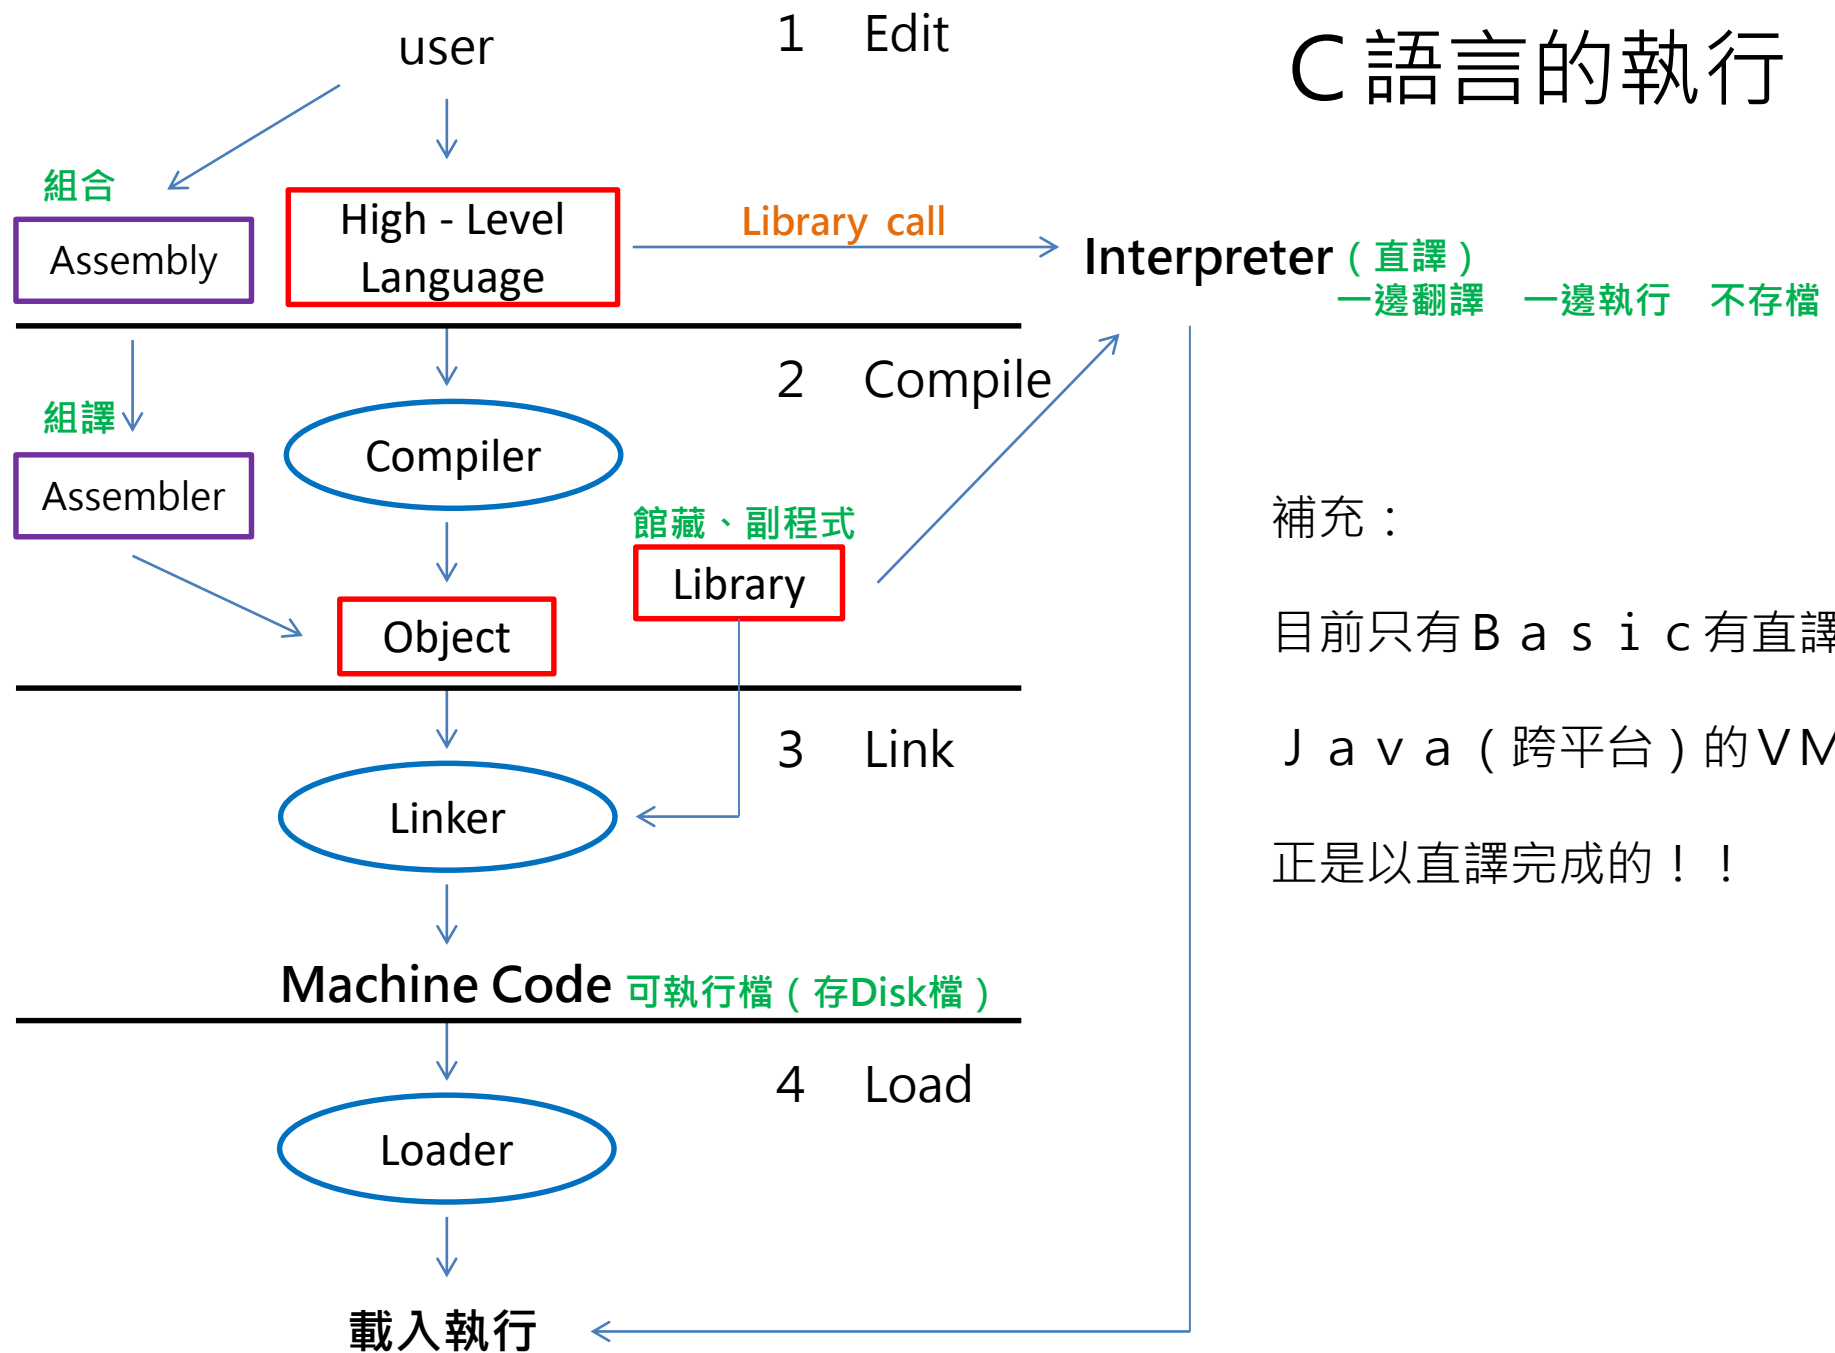 user
1 Edit
C語言的執行
組合
Assembly
High - Level
Language
Library call
Interpreter(直譯)
一邊翻譯 一邊執行 不存檔
2 Compile
組譯
Assembler
Compiler
館藏、副程式
Library
Object
補充：
目前只有Ｂａｓｉｃ有直譯
Ｊａｖａ(跨平台)的VM
正是以直譯完成的！！
3 Link
Linker
Machine Code 可執行檔(存Disk檔)
4 Load
Loader
載入執行